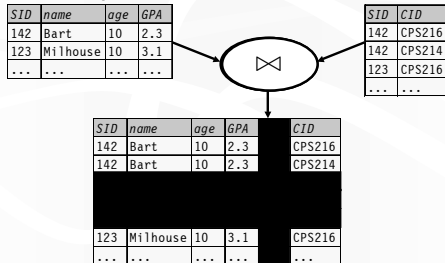 SID name age GPA
142 Bart 10 2.3
123 Milhouse 10 3.1
... ... ... ...
SID CID
142 CPS216
142 CPS214
123 CPS216
... ...
⋈
SID name age GPA CID
142 Bart 10 2.3 CPS216
142 Bart 10 2.3 CPS214
123 Milhouse 10 3.1 CPS216
... ... ... ... ...